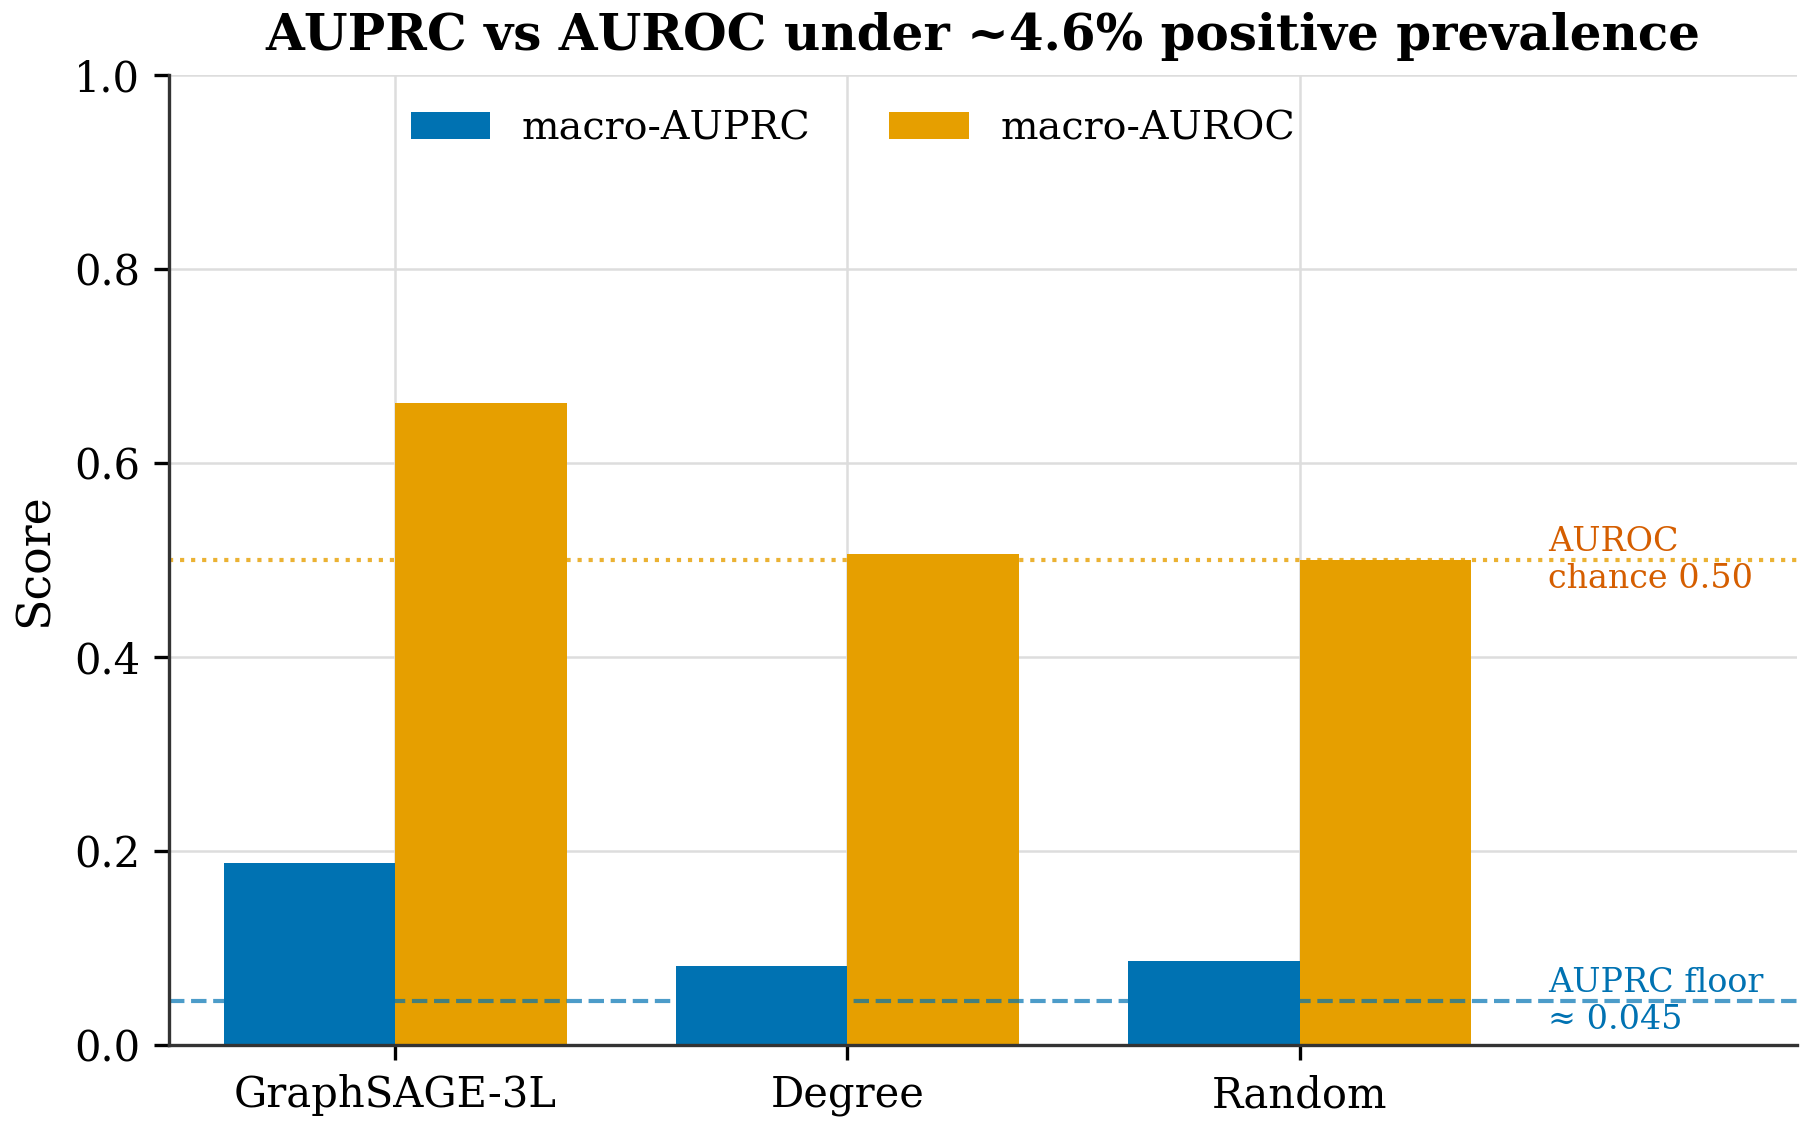 AUPRC vs AUROC under ~4.6% positive prevalence
macro-AUPRC
macro-AUROC
1.0
0.8
0.6
0.4
0.2
0.0
Score
AUROC
chance 0.50
AUPRC floor
≈ 0.045
GraphSAGE-3L
Degree
Random